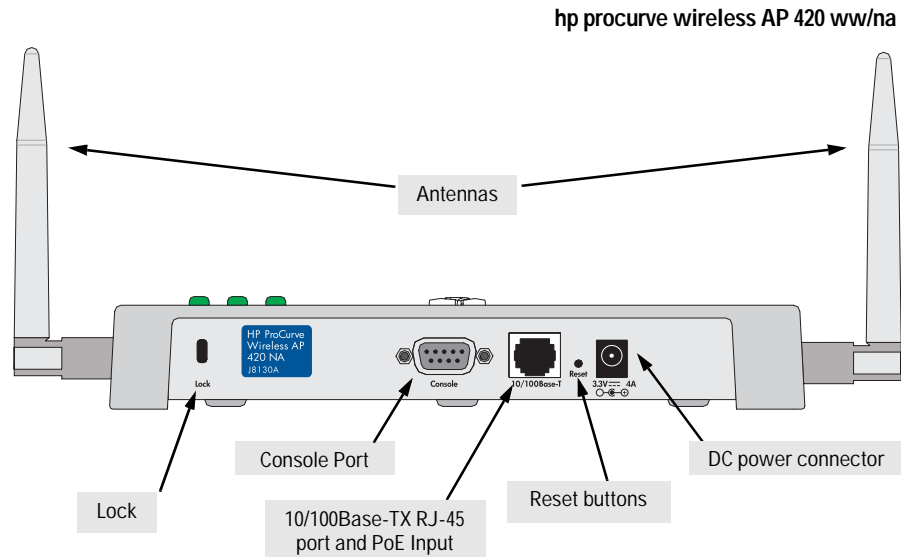 hp procurve wireless AP 420 ww/na
Antennas
HP ProCurve
Wireless AP
420 NA
J8130A
Lock
Console
10/100Base-T
Reset
3.3V 4A
Console Port
DC power connector
Lock
10/100Base-TX RJ-45
port and PoE Input
Reset buttons